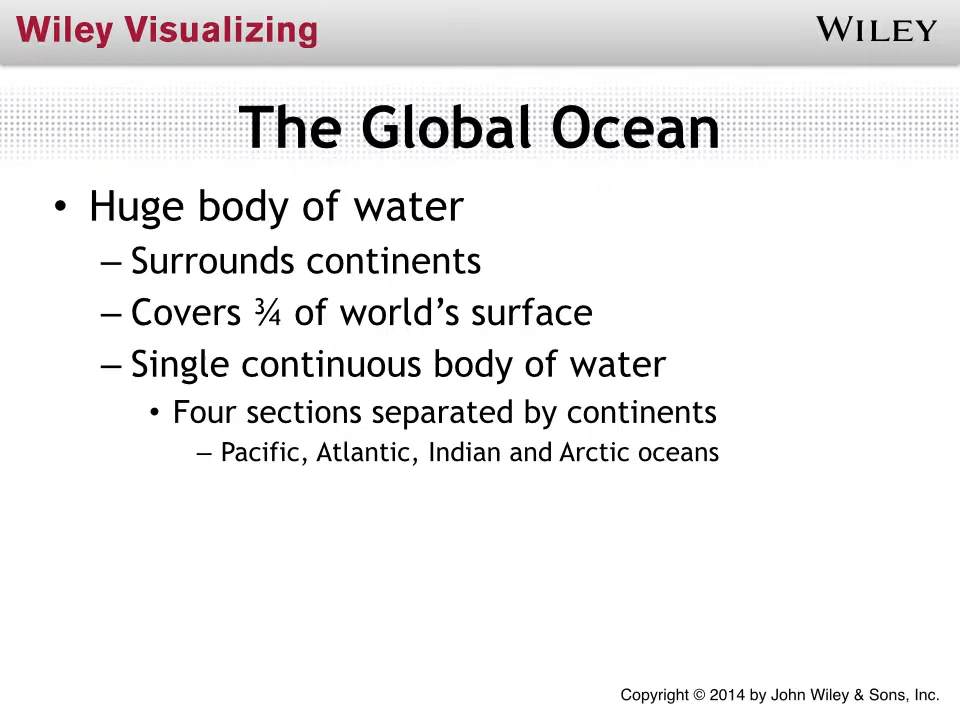 Wiley Visualizing
WILEY
The Global Ocean
• Huge body of water
– Surrounds continents
– Covers ¾ of world’s surface
– Single continuous body of water
• Four sections separated by continents
– Pacific, Atlantic, Indian and Arctic oceans
Copyright © 2014 by John Wiley & Sons, Inc.